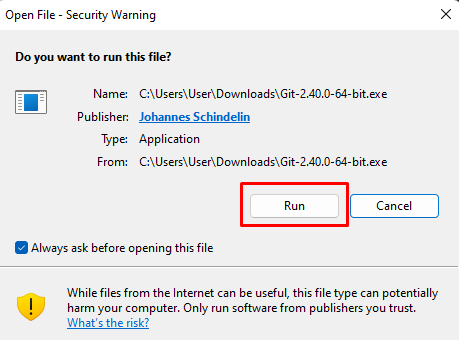 Open File - Security Warning
Do you want to run this file?
Name: C:\Users\User\Downloads\Git-2.40.0-64-bit.exe
Publisher: Johannes Schindelin
Type: Application
From: C:\Users\User\Downloads\Git-2.40.0-64-bit.exe
Run Cancel
Always ask before opening this file
While files from the Internet can be useful, this file type can potentially
harm your computer. Only run software from publishers you trust.
What's the risk?